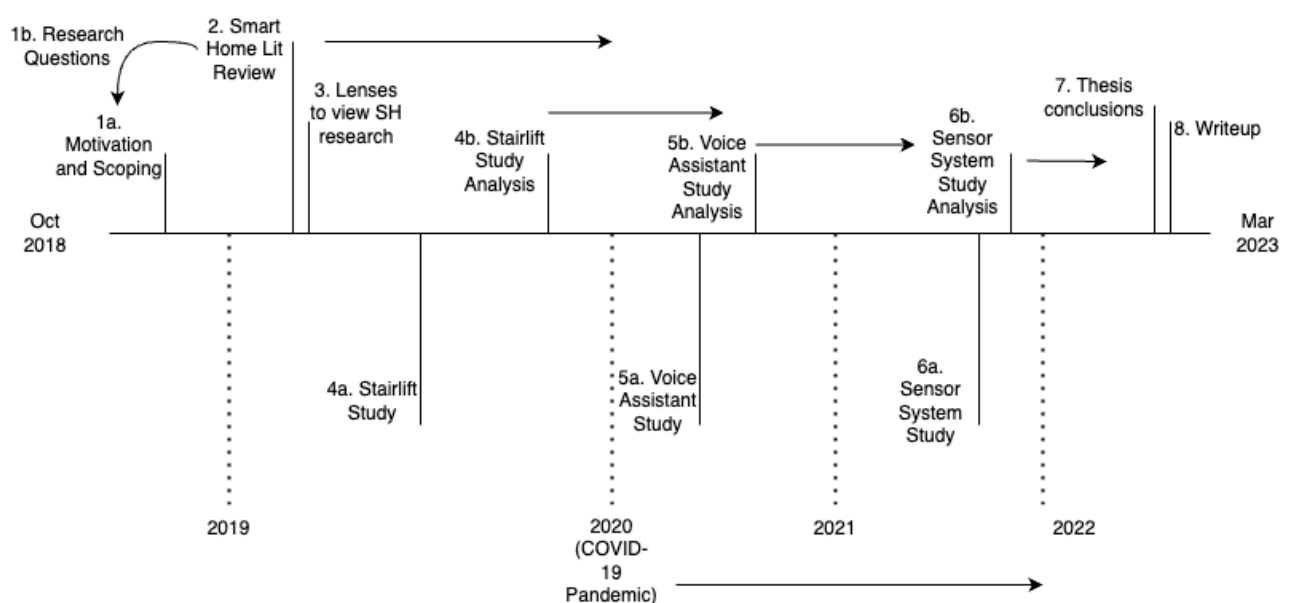 1b. Research
Questions
2. Smart
Home Lit
Review
3. Lenses
to view SH
research
1a.
Motivation
and Scoping
4b. Stairlift
Study
Analysis
5b. Voice
Assistant
Study
Analysis
6b.
Sensor
System
Study
Analysis
7. Thesis
conclusions
8. Writeup
Oct
2018
Mar
2023
4a. Stairlift
Study
5a. Voice
Assistant
Study
6a.
Sensor
System
Study
2019
2020
(COVID-
19
Pandemic)
2021
2022